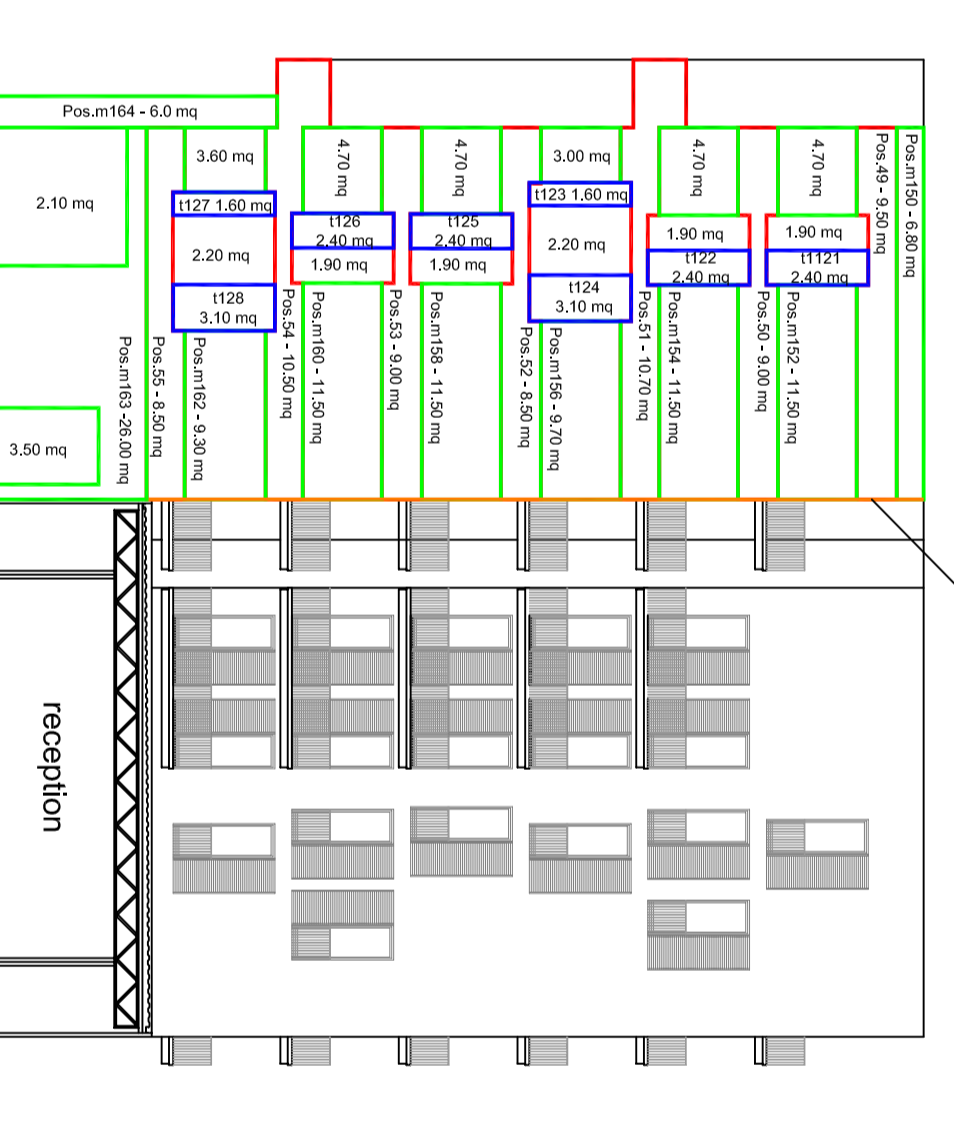 Pos.m164 - 6.0 mq
2.10 mq
3.50 mq
3.60 mq
t127 1.60 mq
2.20 mq
t128
3.10 mq
4.70 mq
t126
2.40 mq
1.90 mq
4.70 mq
t125
2.40 mq
1.90 mq
3.00 mq
t123 1.60 mq
2.20 mq
t124
3.10 mq
4.70 mq
1.90 mq
t122
2.40 mq
4.70 mq
1.90 mq
t1121
2.40 mq
Pos.m163 -26.00 mq
Pos.55 - 8.50 mq
Pos.m162 - 9.30 mq
Pos.54 - 10.50 mq
Pos.m160 - 11.50 mq
Pos.53 - 9.00 mq
Pos.m158 - 11.50 mq
Pos.52 - 8.50 mq
Pos.m156 - 9.70 mq
Pos.51 - 10.70 mq
Pos.m154 - 11.50 mq
Pos.50 - 9.00 mq
Pos.m152 - 11.50 mq
Pos.49 - 9.50 mq
Pos.m150 - 6.80 mq
reception